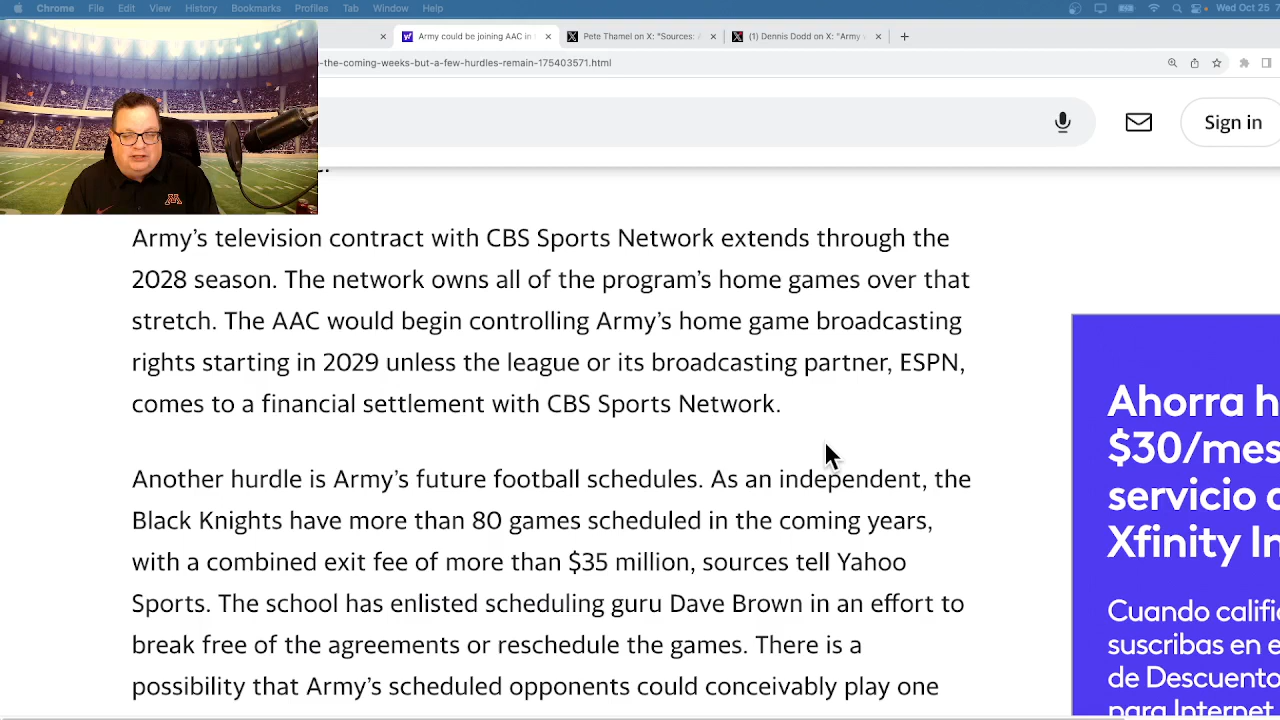 Chrome File Edit View History Bookmarks Profiles Tab Window Help Wed Oct 25
Army could be joining AAC in
Pete Thamel on X: "Sources:
(1) Dennis Dodd on X: "Army
-the-coming-weeks-but-a-few-hurdles-remain-175403571.html
Sign in
Army's television contract with CBS Sports Network extends through the
2028 season. The network owns all of the program's home games over that
stretch. The AAC would begin controlling Army's home game broadcasting
rights starting in 2029 unless the league or its broadcasting partner, ESPN,
comes to a financial settlement with CBS Sports Network.
Another hurdle is Army's future football schedules. As an independent, the
Black Knights have more than 80 games scheduled in the coming years,
with a combined exit fee of more than $35 million, sources tell Yahoo
Sports. The school has enlisted scheduling guru Dave Brown in an effort to
break free of the agreements or reschedule the games. There is a
possibility that Army's scheduled opponents could conceivably play one
Ahorra h
$30/mes
servicio
Xfinity In
Cuando califi
suscribas en e
de Descuento
para Internet